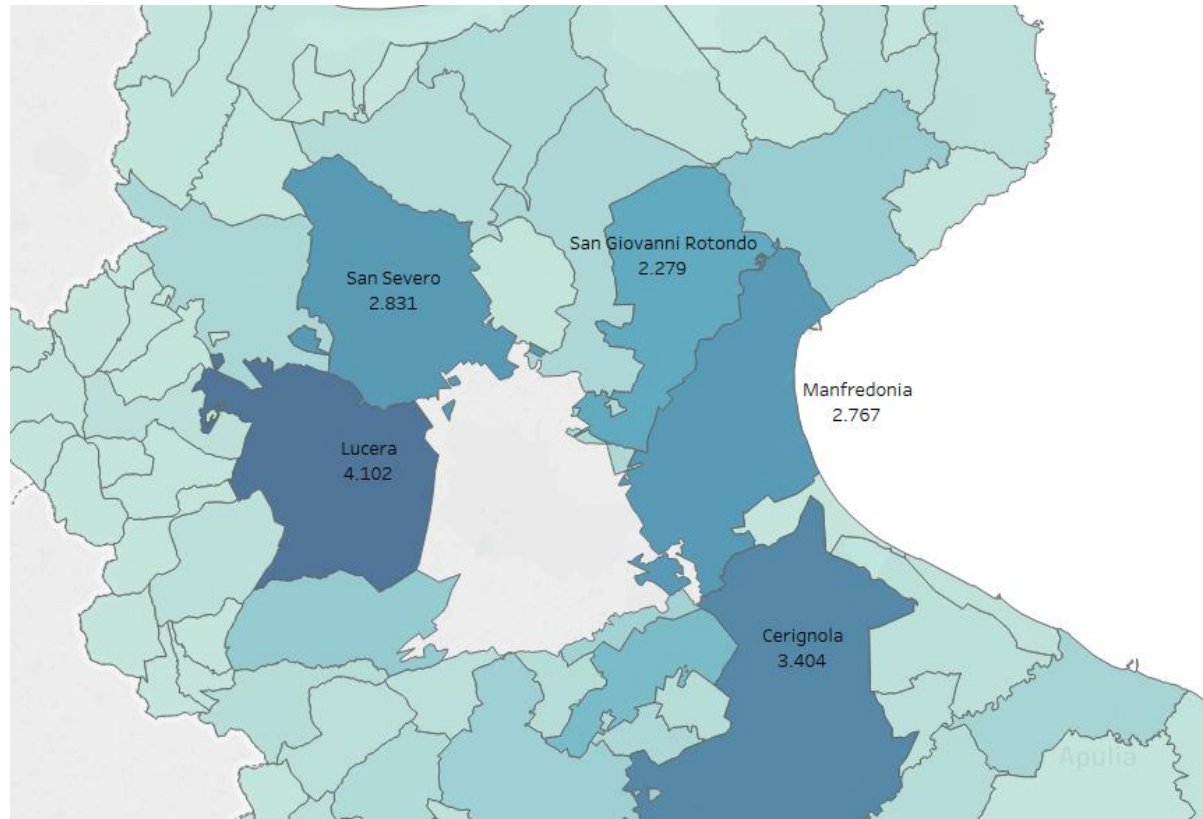 San Giovanni Rotondo
2.279
San Severo
2.831
Manfredonia
2.767
Lucera
4.102
Cerignola
3.404
Apulia